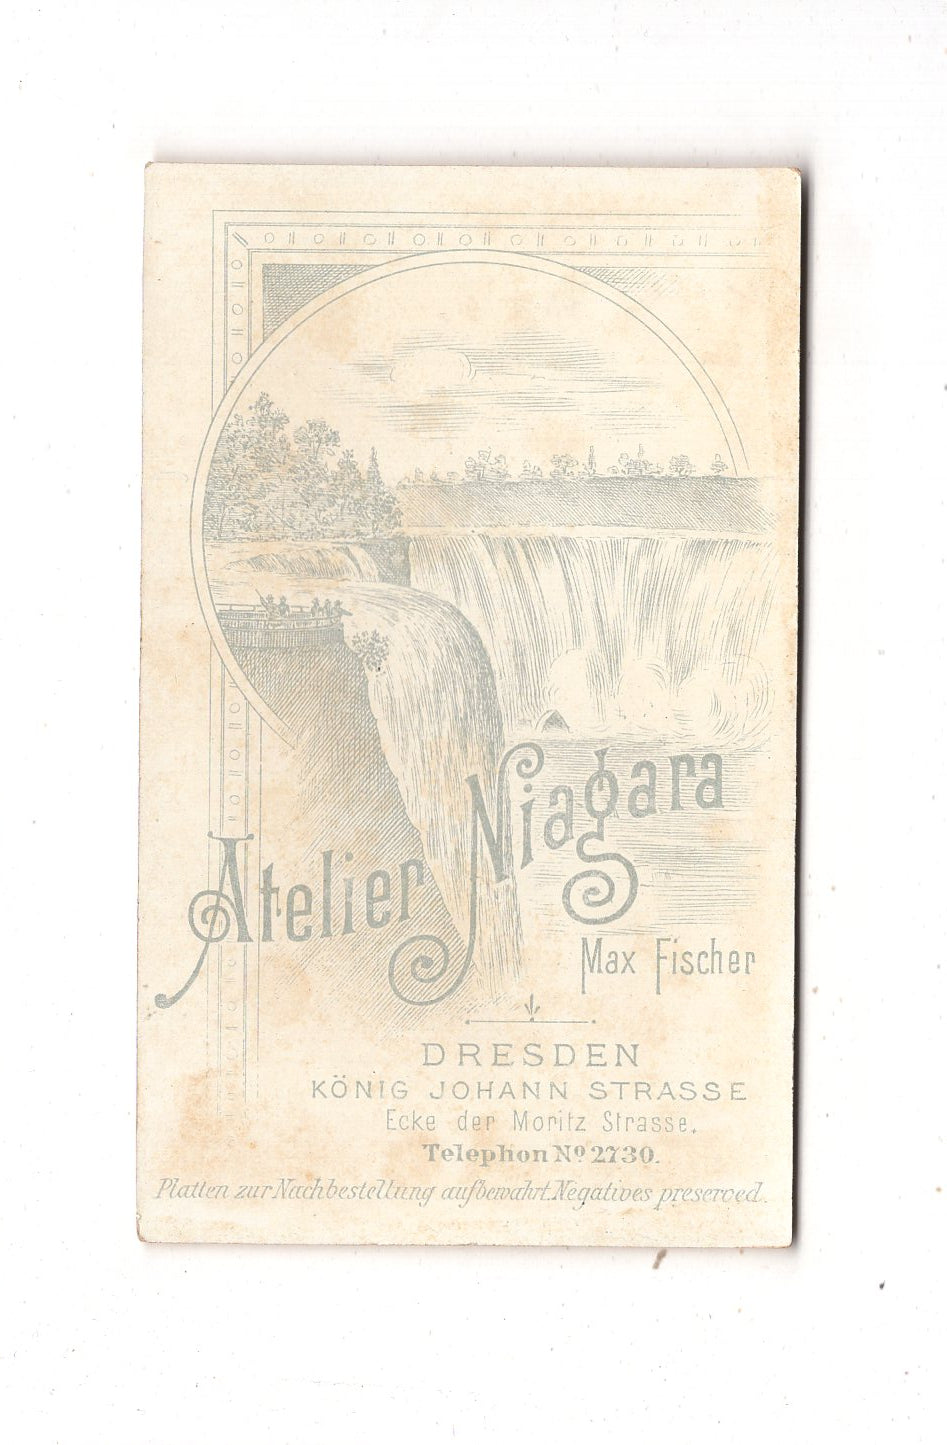 Atelier Niagara
Max Fischer
DRESDEN
KÖNIG JOHANN STRASSE
Ecke der Moritz Strasse.
Telephon No 2730.
Platten zur Nachbestellung aufbewahrt. Negatives preserved.